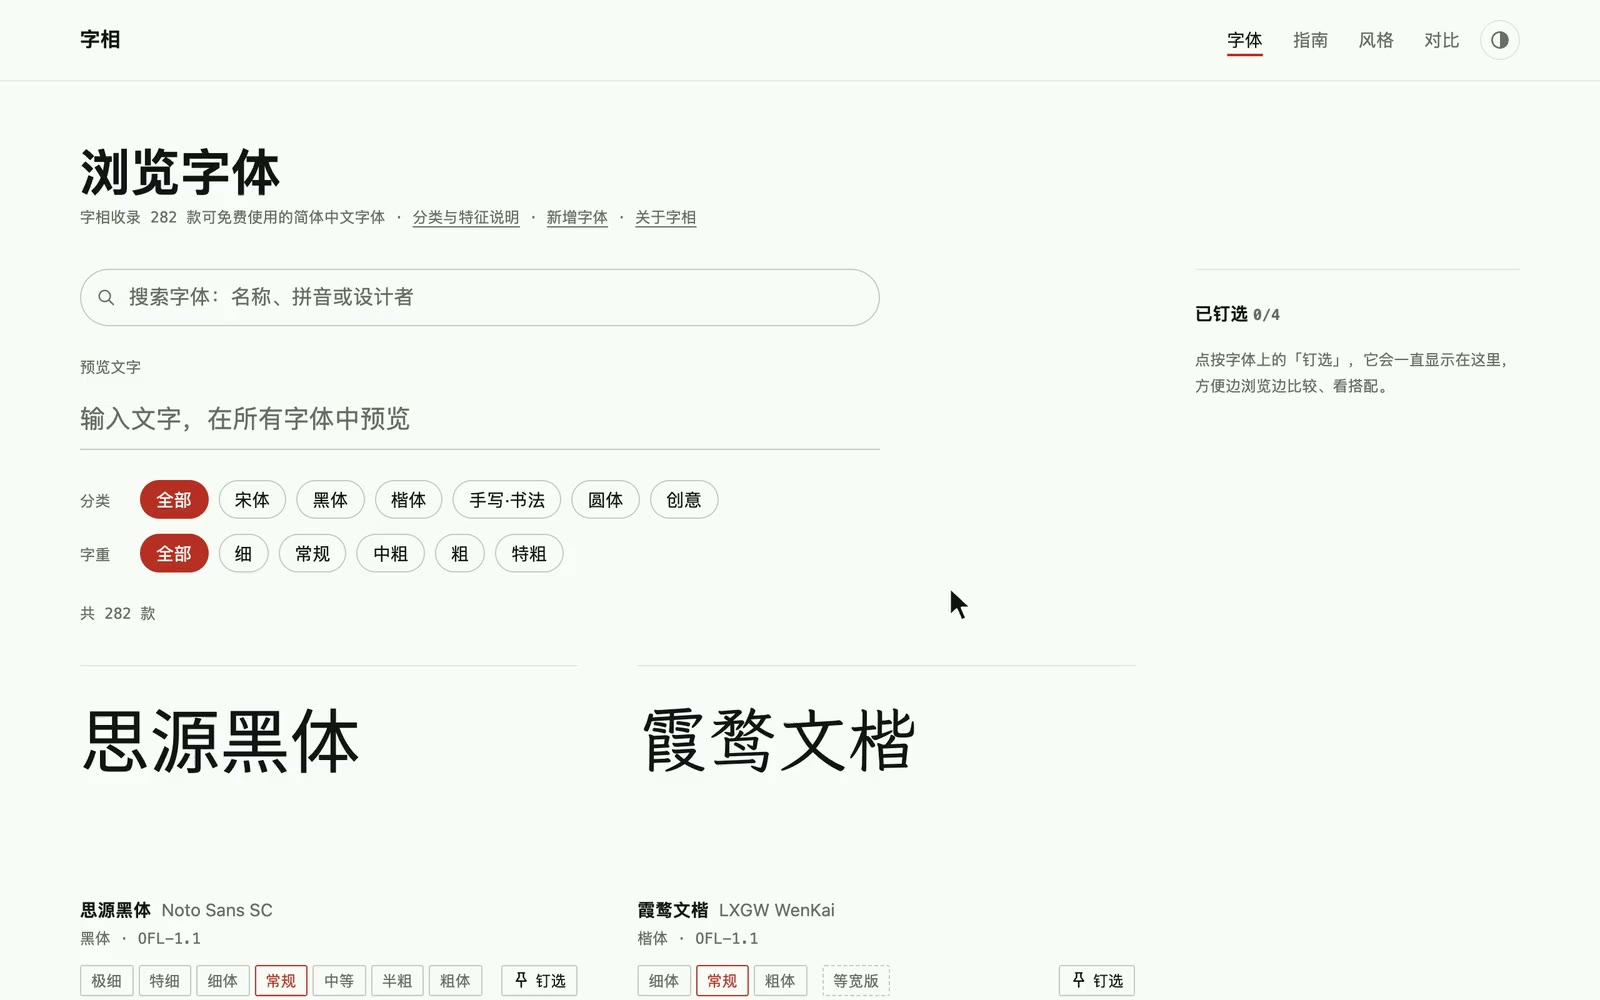 字相
字体 指南 风格 对比
浏览字体
字相收录 282 款可免费使用的简体中文字体 · 分类与特征说明 · 新增字体 · 关于字相
搜索字体：名称、拼音或设计者
预览文字
输入文字，在所有字体中预览
分类 全部 宋体 黑体 楷体 手写·书法 圆体 创意
字重 全部 细 常规 中粗 粗 特粗
共 282 款
已钉选 0/4
点按字体上的「钉选」，它会一直显示在这里，
方便边浏览边比较、看搭配。
思源黑体
思源黑体 Noto Sans SC
黑体 · OFL-1.1
极细 特细 细体 常规 中等 半粗 粗体 钉选
霞鹜文楷
霞鹜文楷 LXGW WenKai
楷体 · OFL-1.1
细体 常规 粗体 等宽版 钉选